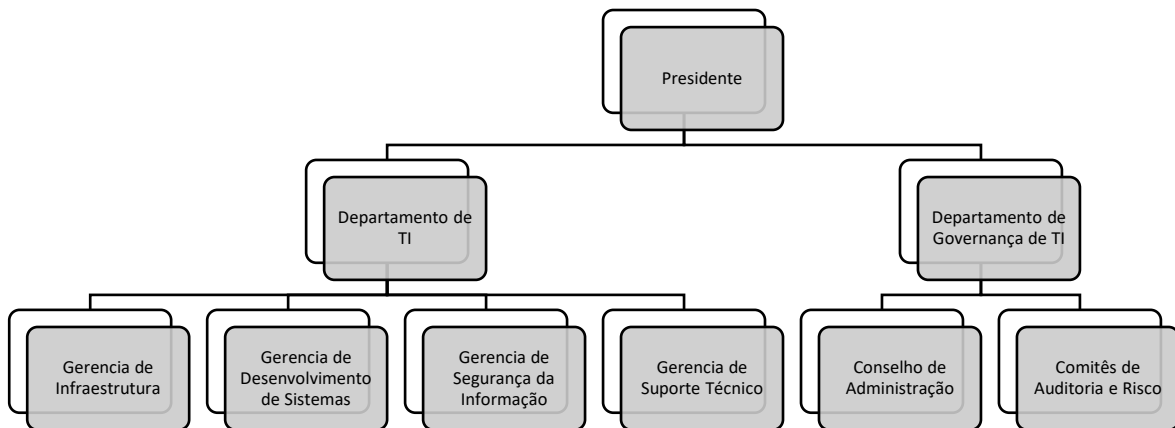 Presidente
Departamento de
TI
Departamento de
Governança de TI
Gerencia de
Infraestrutura
Gerencia de
Desenvolvimento
de Sistemas
Gerencia de
Segurança da
Informação
Gerencia de
Suporte Técnico
Conselho de
Administração
Comitês de
Auditoria e Risco